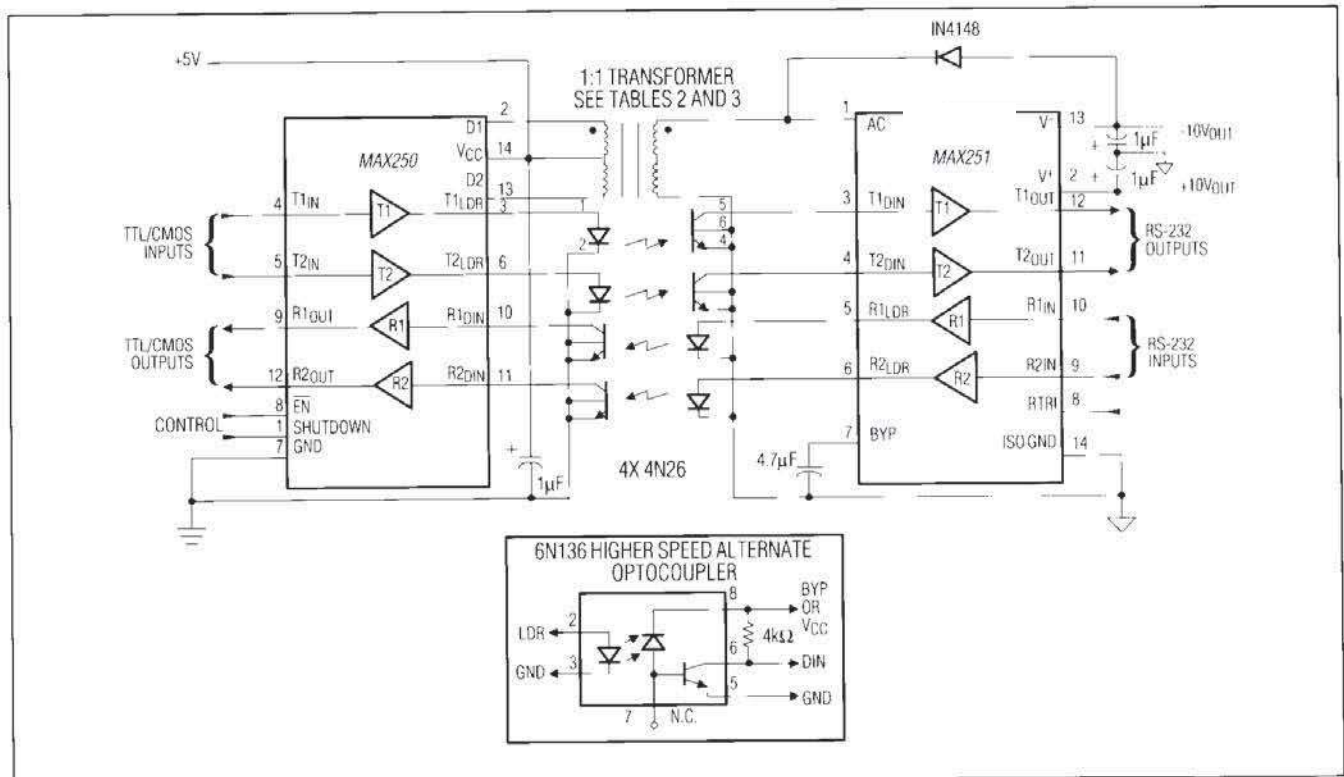 IN4148
+5V
1:1 TRANSFORMER
SEE TABLES 2 AND 3
2
D1
14
VCC
D2
13
T1LDR
3
MAX250
4
T1IN
T1
1
2
TTL/CMOS
INPUTS
5
T2IN
T2
T2LDR
6
9
R1OUT
R1
R1DIN
10
TTL/CMOS
OUTPUTS
12
R2OUT
R2
R2DIN
11
8
EN
CONTROL
1
SHUTDOWN
7
GND
+
1µF
5
6
4
4X 4N26
1
AC
MAX251
V-
13
-10VOUT
+
1µF
V+
2
+
1µF
+10VOUT
3
T1DIN
T1
T1OUT
12
RS-232
OUTPUTS
4
T2DIN
T2
T2OUT
11
5
R1LDR
R1
R1IN
10
RS-232
INPUTS
6
R2LDR
R2
R2IN
9
RTRI
8
7
BYP
ISO GND
14
4.7µF
6N136 HIGHER SPEED ALTERNATE
OPTOCOUPLER
8
BYP
OR
VCC
LDR
2
4kΩ
6
DIN
GND
3
5
GND
7
N.C.